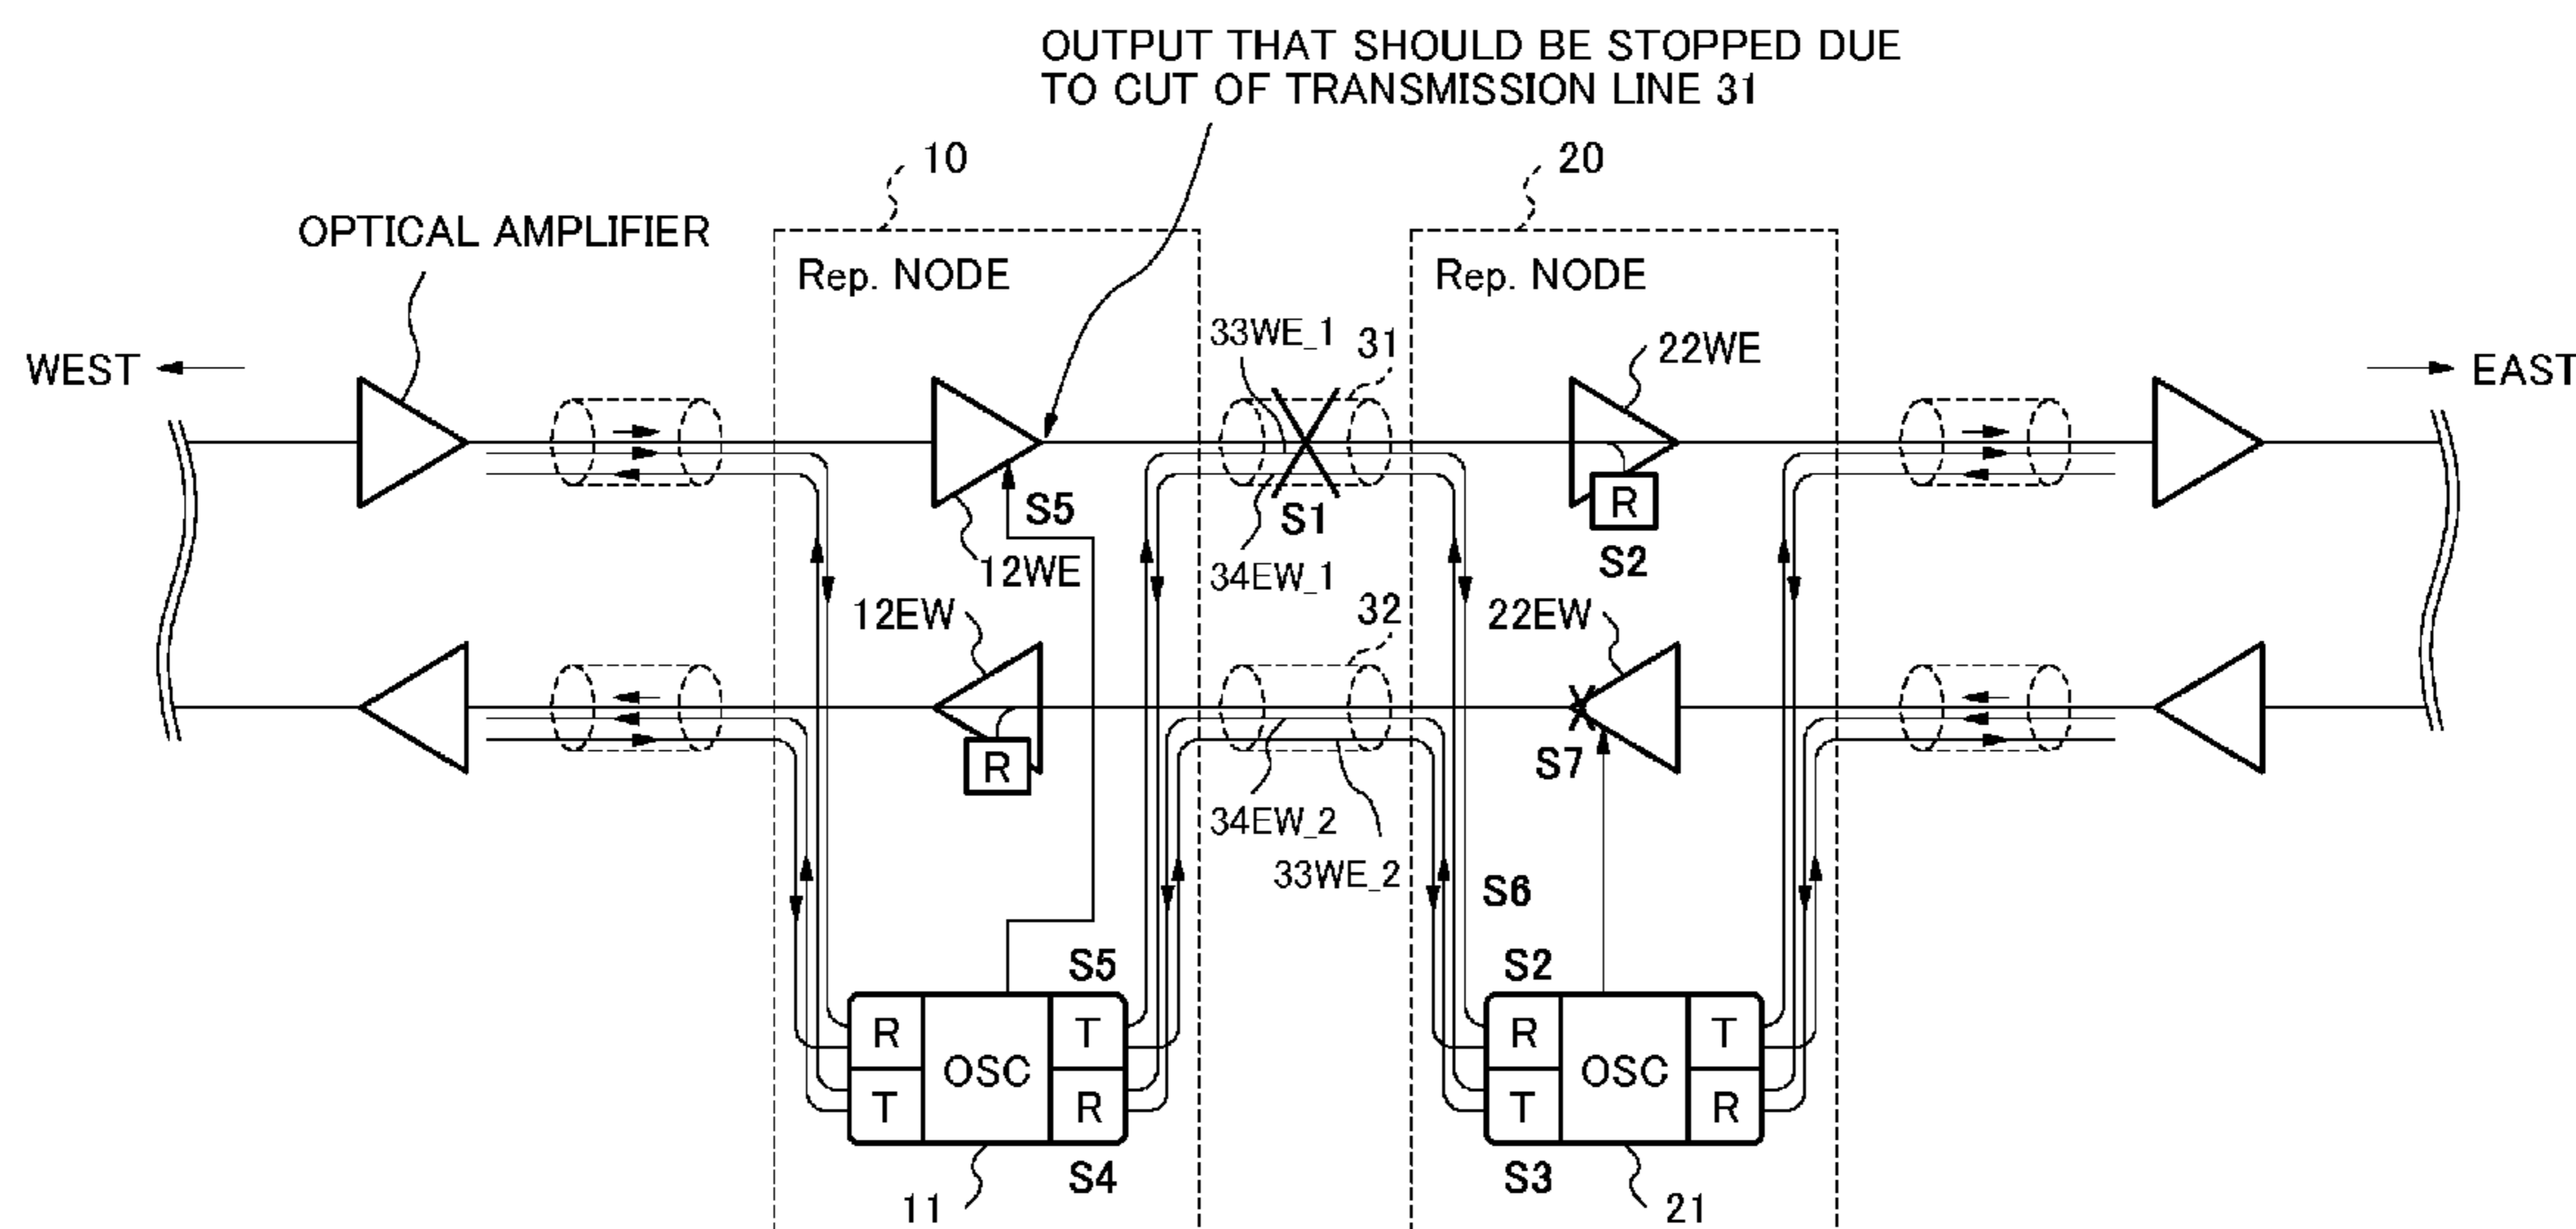 OUTPUT THAT SHOULD BE STOPPED DUE
TO CUT OF TRANSMISSION LINE 31
10
20
OPTICAL AMPLIFIER
Rep. NODE
Rep. NODE
33WE_1
31
22WE
WEST
EAST
R
S5
S1
S2
12WE
34EW_1
12EW
32
22EW
R
S7
34EW_2
33WE_2
S6
S5
S2
R
OSC
T
T
R
R
OSC
T
T
R
S4
S3
11
21